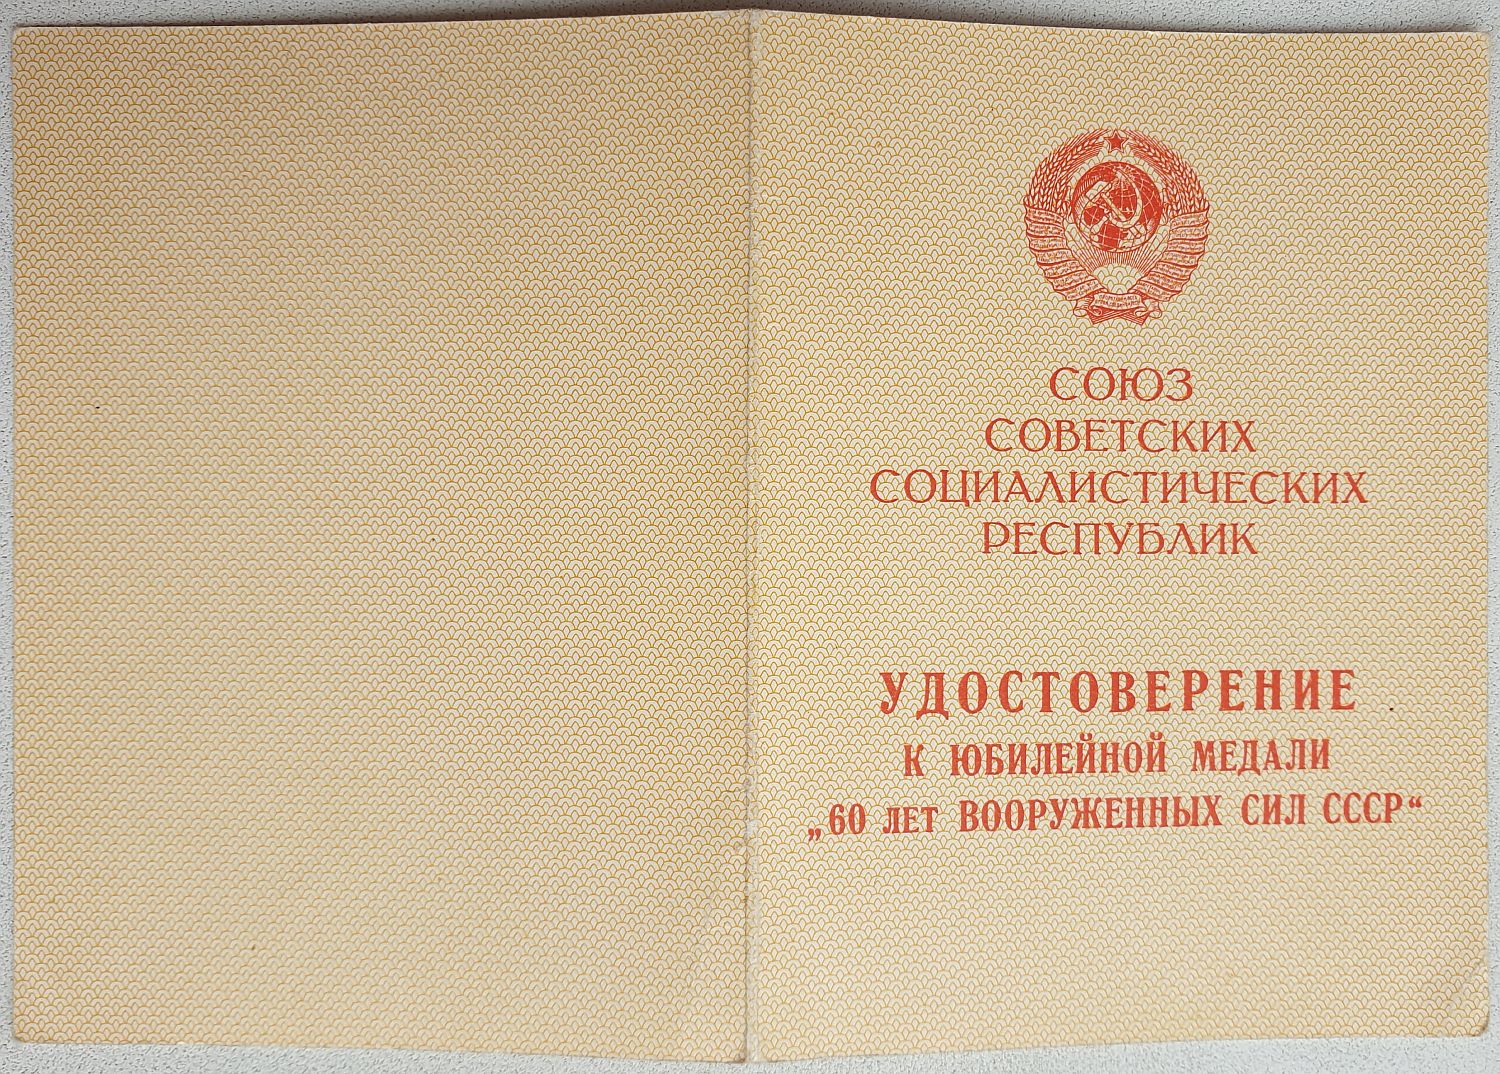 СОЮЗ
СОВЕТСКИХ
СОЦИАЛИСТИЧЕСКИХ
РЕСПУБЛИК
УДОСТОВЕРЕНИЕ
К ЮБИЛЕЙНОЙ МЕДАЛИ
„60 ЛЕТ ВООРУЖЕННЫХ СИЛ СССР“